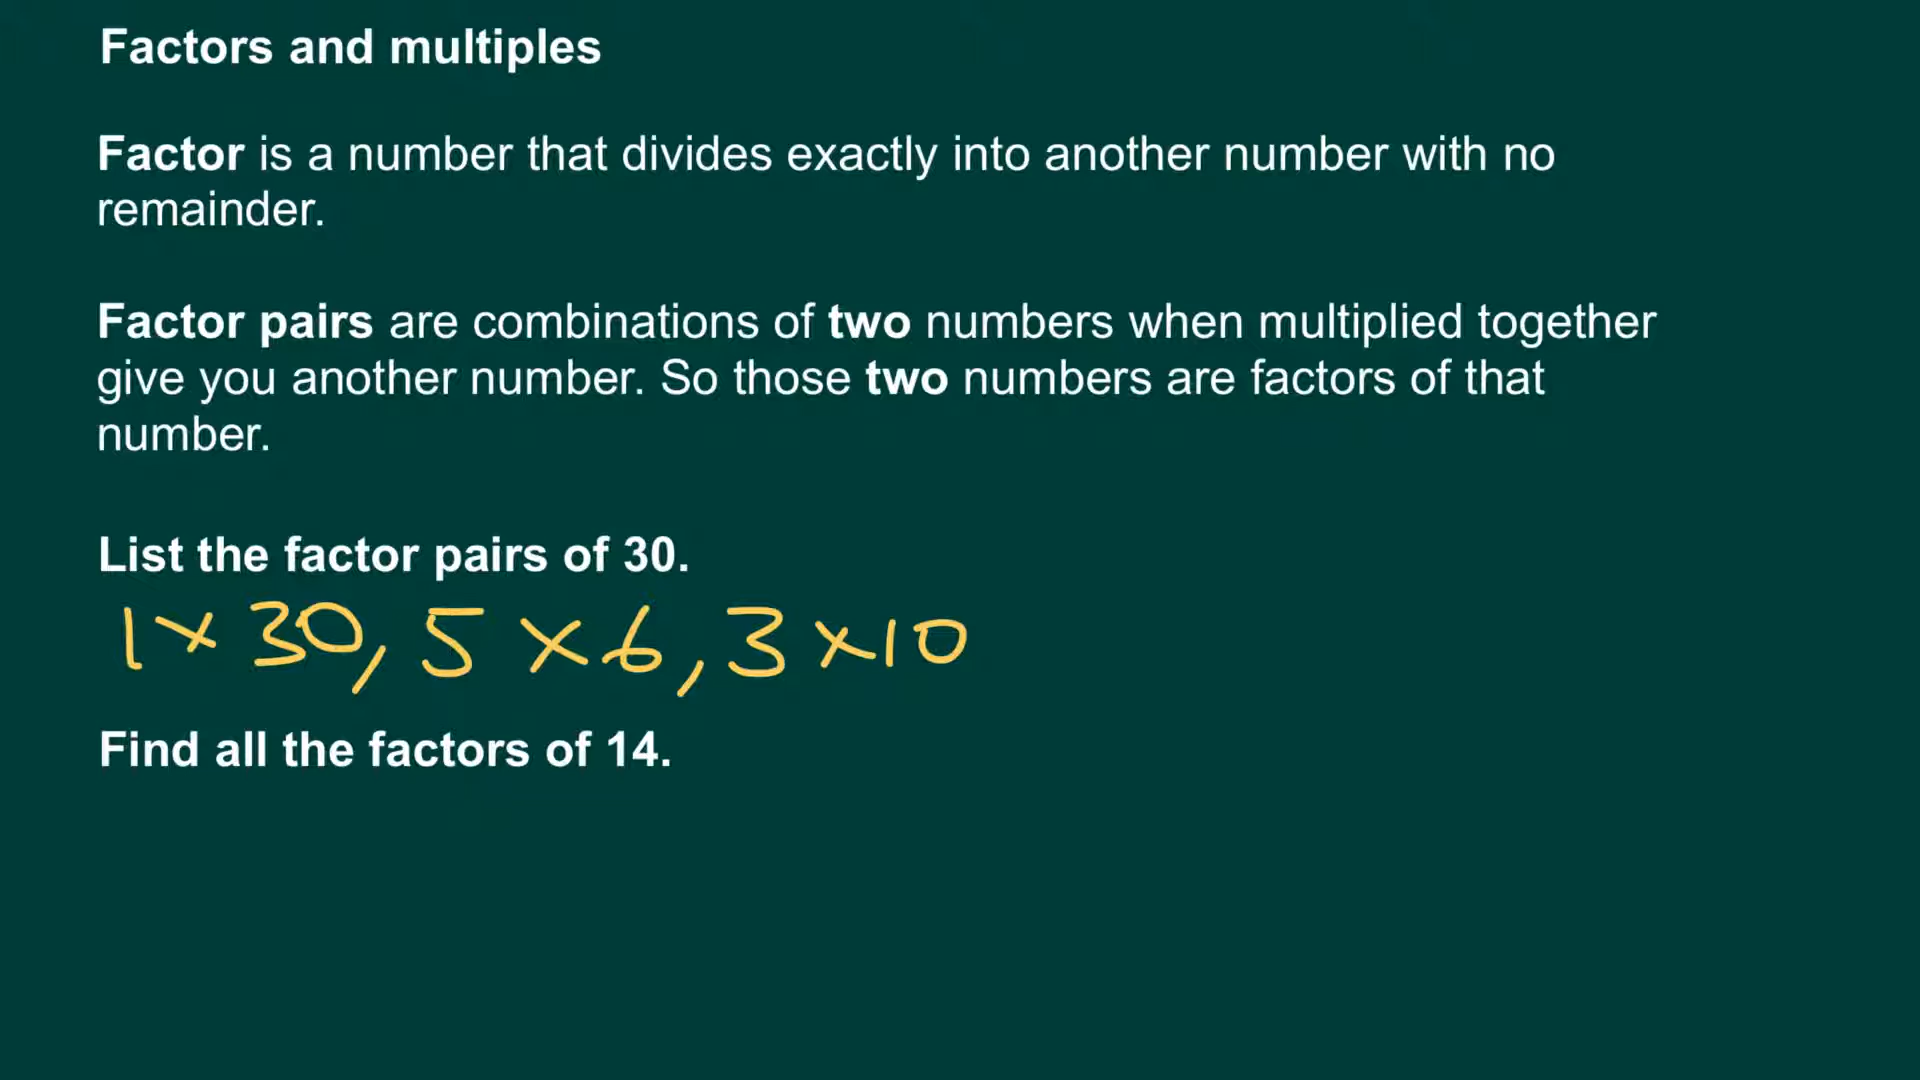 Factors and multiples
Factor is a number that divides exactly into another number with no
remainder.
Factor pairs are combinations of two numbers when multiplied together
give you another number. So those two numbers are factors of that
number.
List the factor pairs of 30.
1 × 30, 5 × 6, 3 × 10
Find all the factors of 14.